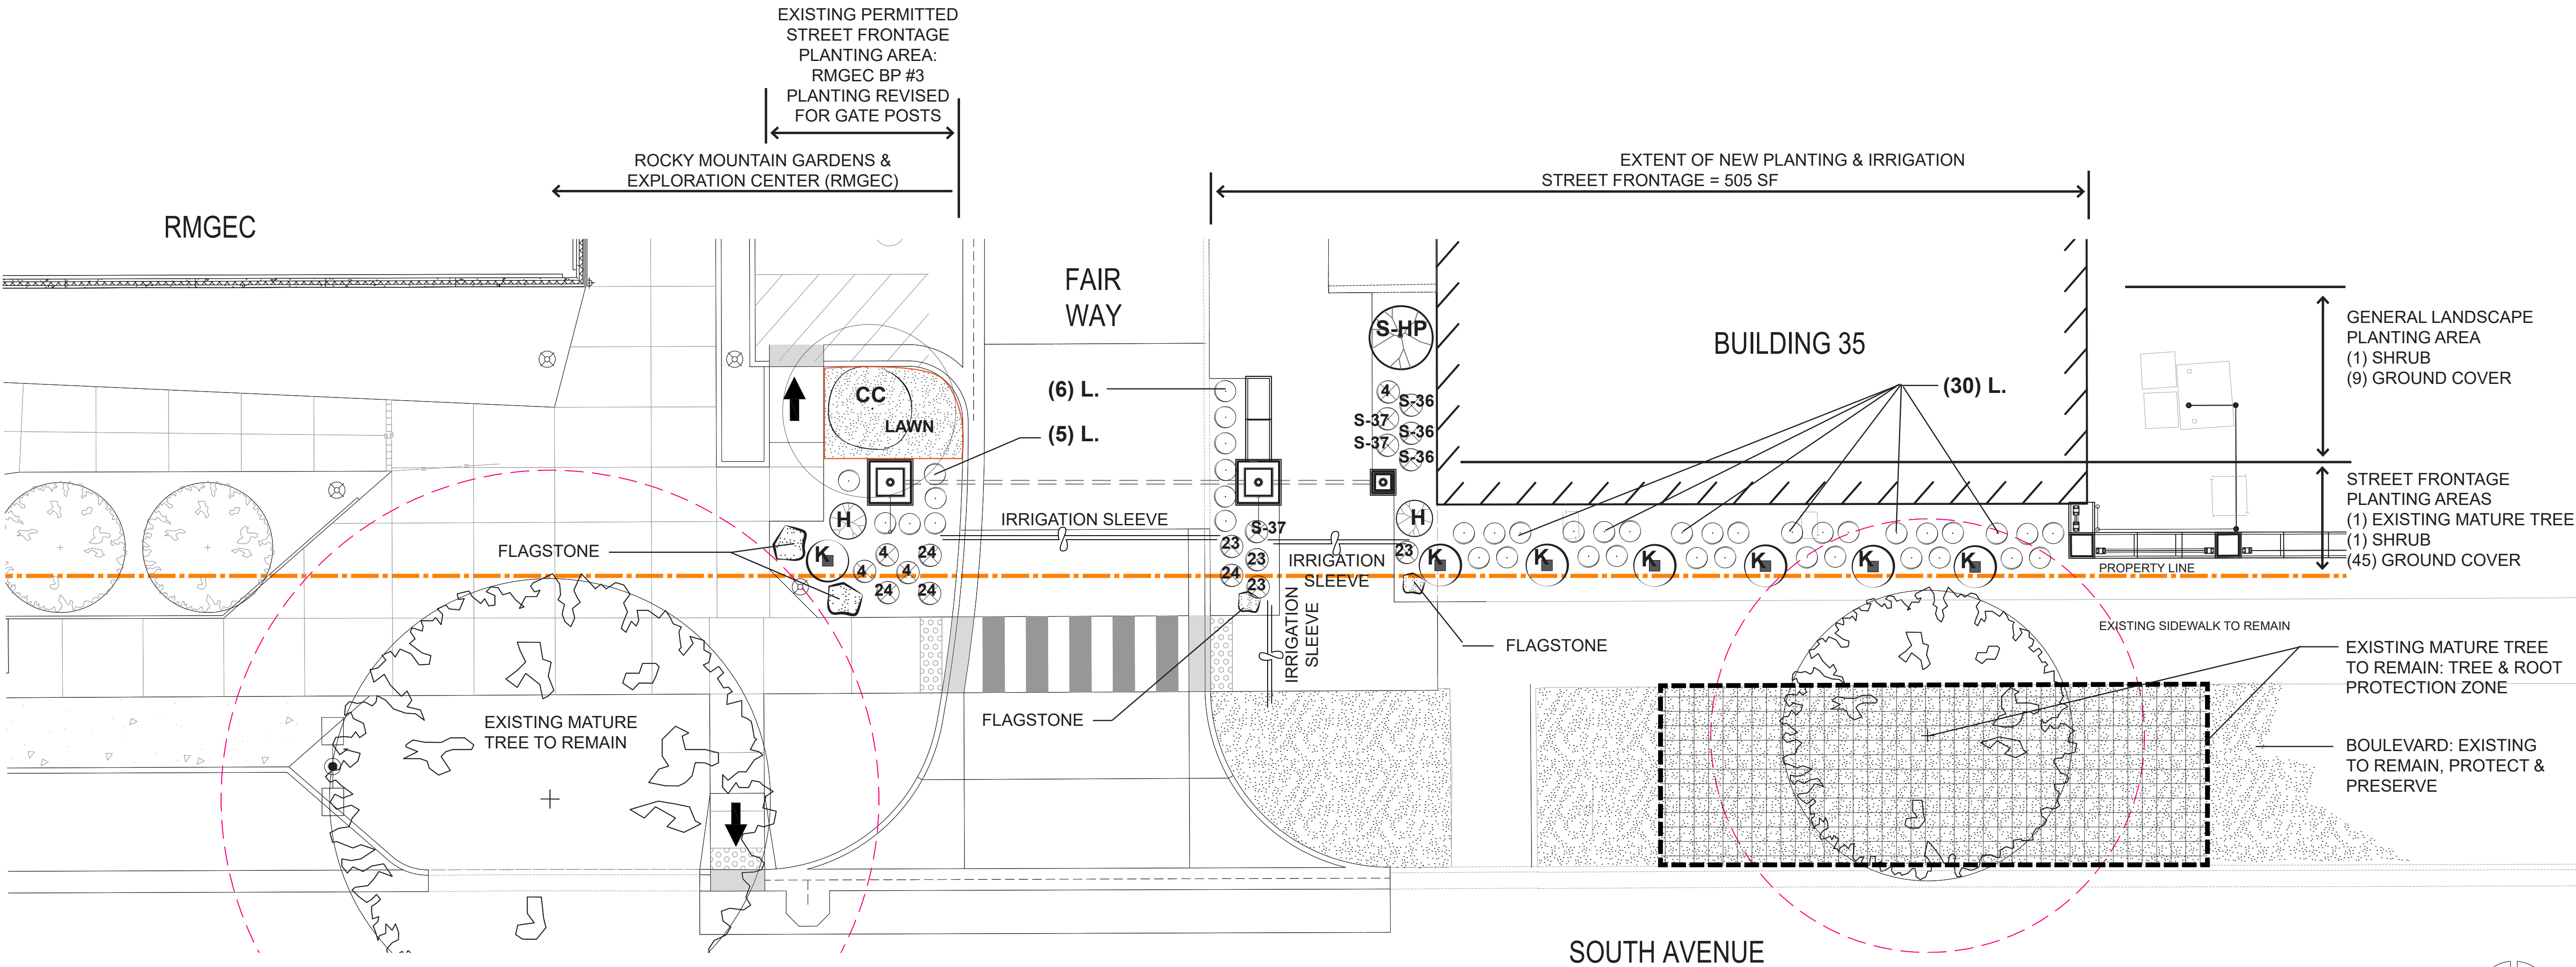 EXISTING PERMITTED
STREET FRONTAGE
PLANTING AREA:
RMGEC BP #3
PLANTING REVISED
FOR GATE POSTS
ROCKY MOUNTAIN GARDENS &
EXPLORATION CENTER (RMGEC)
EXTENT OF NEW PLANTING & IRRIGATION
STREET FRONTAGE = 505 SF
RMGEC
FAIR
WAY
BUILDING 35
GENERAL LANDSCAPE
PLANTING AREA
(1) SHRUB
(9) GROUND COVER
S-HP
CC
LAWN
(6) L.
(5) L.
(30) L.
4
S-36
S-37
S-36
S-37
S-36
STREET FRONTAGE
PLANTING AREAS
(1) EXISTING MATURE TREE
(1) SHRUB
(45) GROUND COVER
H
IRRIGATION SLEEVE
S-37
H
FLAGSTONE
K
4
24
4
4
24
24
23
23
24
23
IRRIGATION
SLEEVE
23
K
K
K
K
K
K
PROPERTY LINE
IRRIGATION
SLEEVE
FLAGSTONE
EXISTING SIDEWALK TO REMAIN
EXISTING MATURE TREE
TO REMAIN: TREE & ROOT
PROTECTION ZONE
FLAGSTONE
EXISTING MATURE
TREE TO REMAIN
BOULEVARD: EXISTING
TO REMAIN, PROTECT &
PRESERVE
SOUTH AVENUE